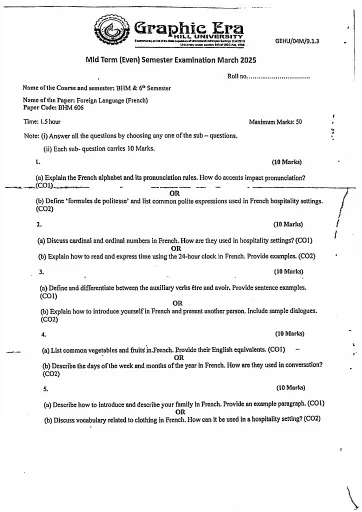 Graphic Era
HILL UNIVERSITY
GEHU/D4M/9.1.3
Mid Term (Even) Semester Examination March 2025
Roll no..............................
Name of the Course and semester: BHM & 6th Semester
Name of the Paper: Foreign Language (French)
Paper Code: BHM 606
Time: 1.5 hour Maximum Marks: 50
Note: (i) Answer all the questions by choosing any one of the sub – questions.
(ii) Each sub- question carries 10 Marks.
1. (10 Marks)
(a) Explain the French alphabet and its pronunciation rules. How do accents impact pronunciation?
(CO1)
OR
(b) Define 'formules de politesse' and list common polite expressions used in French hospitality settings.
(CO2)
2. (10 Marks)
(a) Discuss cardinal and ordinal numbers in French. How are they used in hospitality settings? (CO1)
OR
(b) Explain how to read and express time using the 24-hour clock in French. Provide examples. (CO2)
3. (10 Marks)
(a) Define and differentiate between the auxiliary verbs être and avoir. Provide sentence examples.
(CO1)
OR
(b) Explain how to introduce yourself in French and present another person. Include sample dialogues.
(CO2)
4. (10 Marks)
(a) List common vegetables and fruits in French. Provide their English equivalents. (CO1)
OR
(b) Describe the days of the week and months of the year in French. How are they used in conversation?
(CO2)
5. (10 Marks)
(a) Describe how to introduce and describe your family in French. Provide an example paragraph. (CO1)
OR
(b) Discuss vocabulary related to clothing in French. How can it be used in a hospitality setting? (CO2)